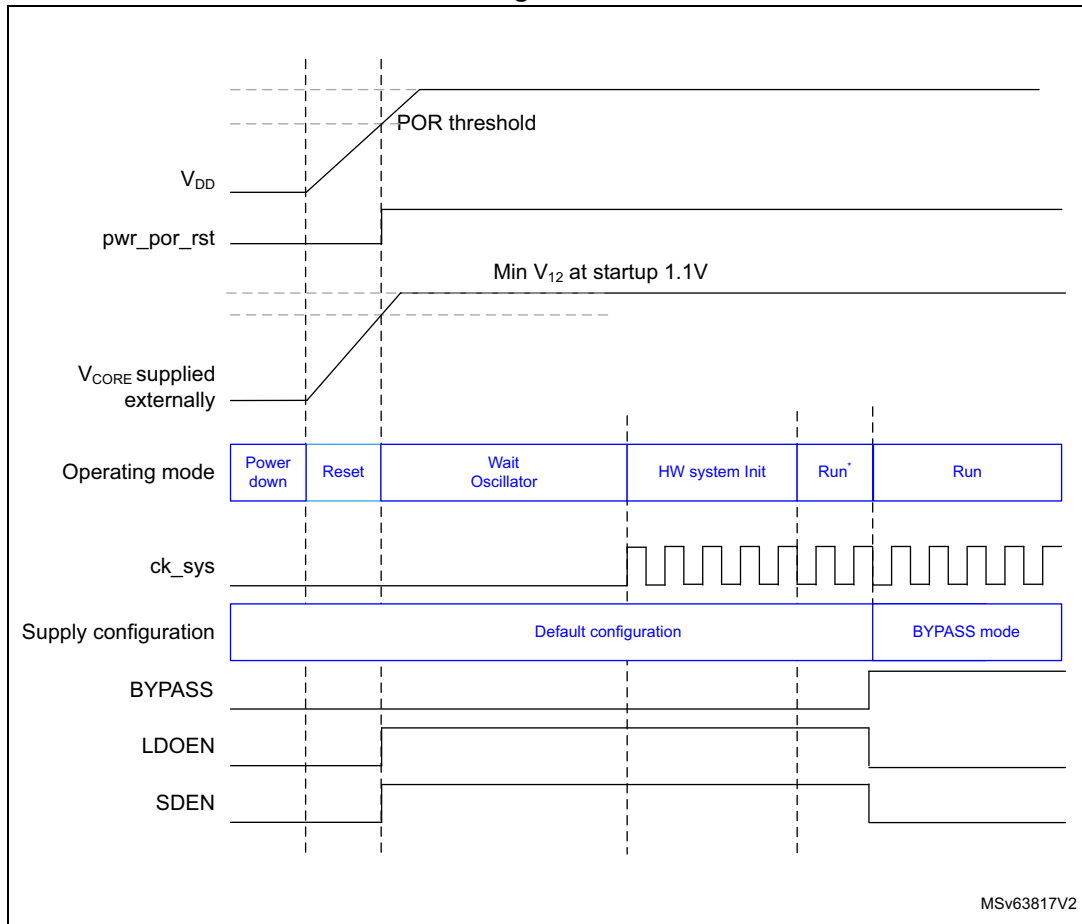 POR threshold
VDD
pwr_por_rst
Min V12 at startup 1.1V
VCORE supplied
externally
Operating mode
Power
down
Reset
Wait
Oscillator
HW system Init
Run*
Run
ck_sys
Supply configuration
Default configuration
BYPASS mode
BYPASS
LDOEN
SDEN
MSv63817V2